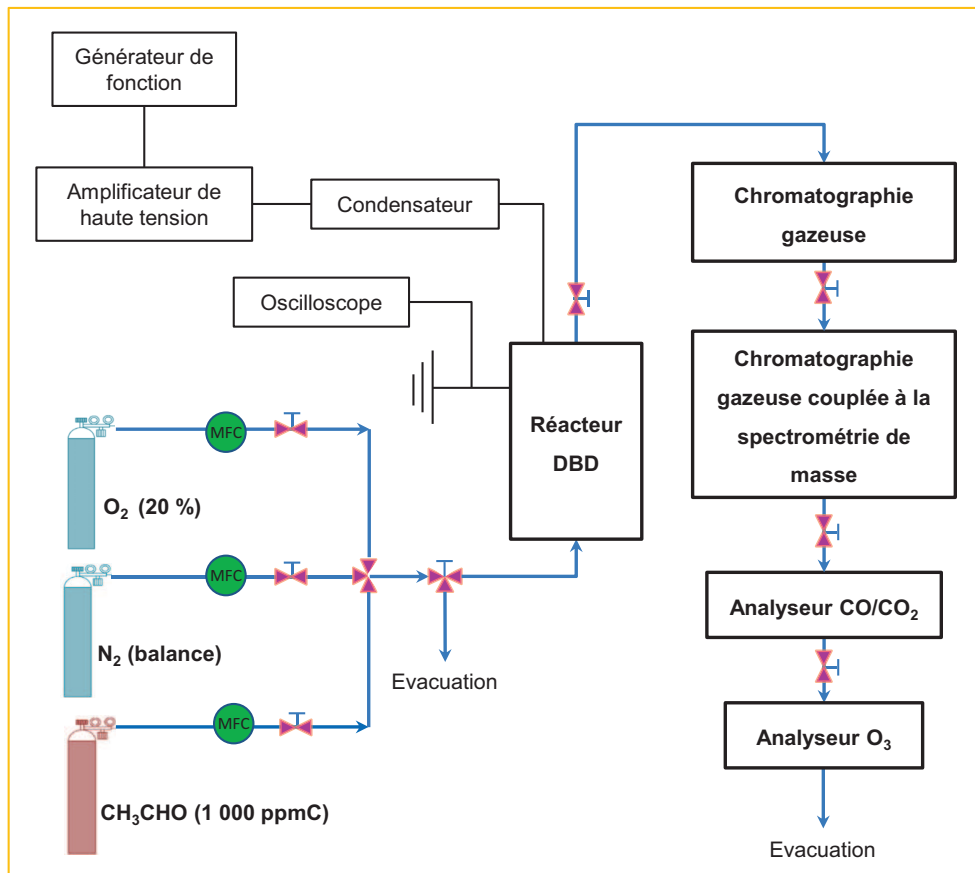 Générateur de
fonction
Amplificateur de
haute tension
Condensateur
Oscilloscope
Réacteur
DBD
Chromatographie
gazeuse
Chromatographie
gazeuse couplée à la
spectrométrie de
masse
Analyseur CO/CO₂
Analyseur O₃
Evacuation
MFC
O₂ (20 %)
MFC
N₂ (balance)
Evacuation
MFC
CH₃CHO (1 000 ppmC)